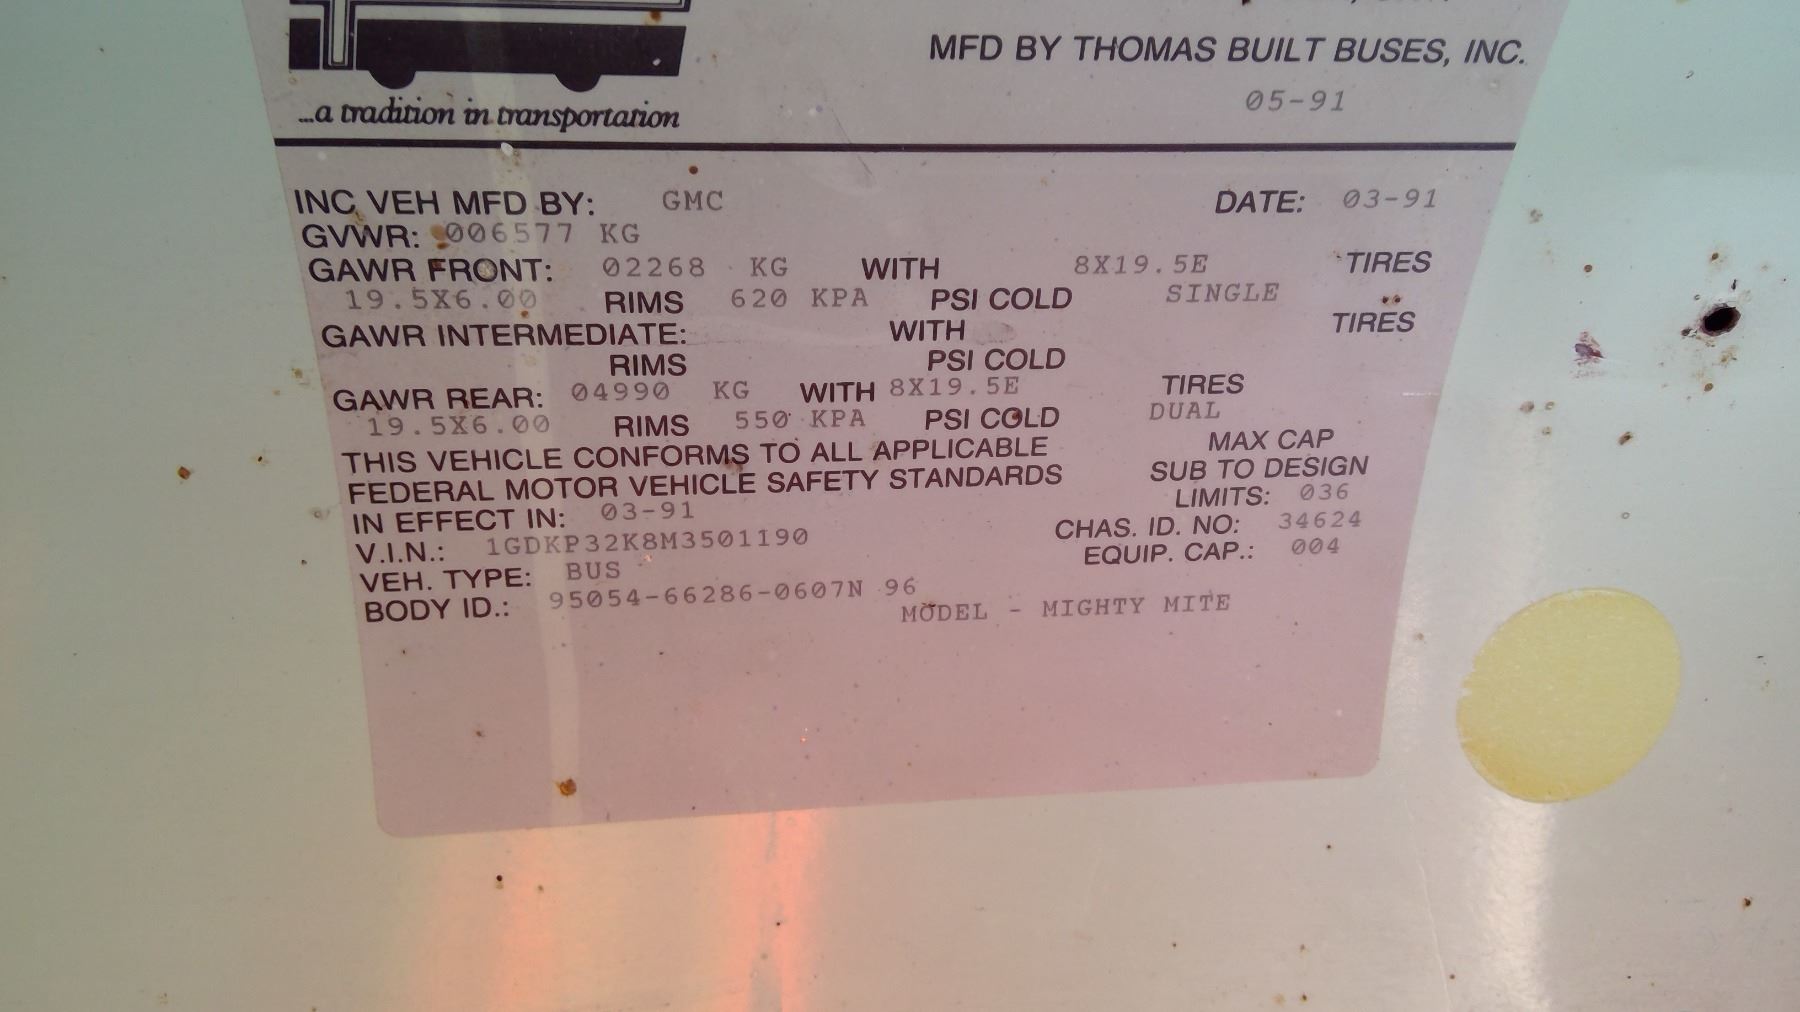 MFD BY THOMAS BUILT BUSES, INC.
05-91
...a tradition in transportation
INC VEH MFD BY: GMC DATE: 03-91
GVWR: 006577 KG
GAWR FRONT: 02268 KG WITH 8X19.5E TIRES
19.5X6.00 RIMS 620 KPA PSI COLD SINGLE
GAWR INTERMEDIATE: WITH TIRES
RIMS PSI COLD
GAWR REAR: 04990 KG WITH 8X19.5E TIRES
19.5X6.00 RIMS 550 KPA PSI COLD DUAL
THIS VEHICLE CONFORMS TO ALL APPLICABLE
FEDERAL MOTOR VEHICLE SAFETY STANDARDS
IN EFFECT IN: 03-91
MAX CAP
SUB TO DESIGN
LIMITS: 036
V.I.N.: 1GDKP32K8M3501190
CHAS. ID. NO: 34624
VEH. TYPE: BUS
EQUIP. CAP.: 004
BODY ID.: 95054-66286-0607N 96
MODEL - MIGHTY MITE